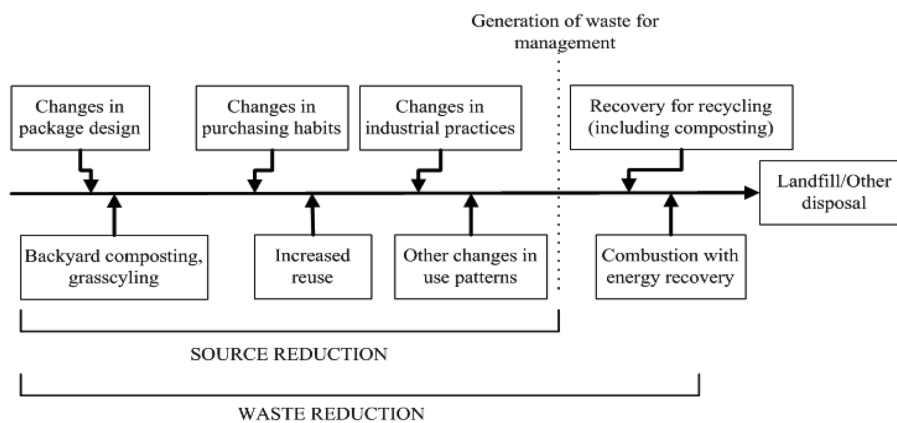 Generation of waste for
management
Changes in
package design
Changes in
purchasing habits
Changes in
industrial practices
Recovery for recycling
(including composting)
Landfill/Other
disposal
Backyard composting,
grasscyling
Increased
reuse
Other changes in
use patterns
Combustion with
energy recovery
SOURCE REDUCTION
WASTE REDUCTION